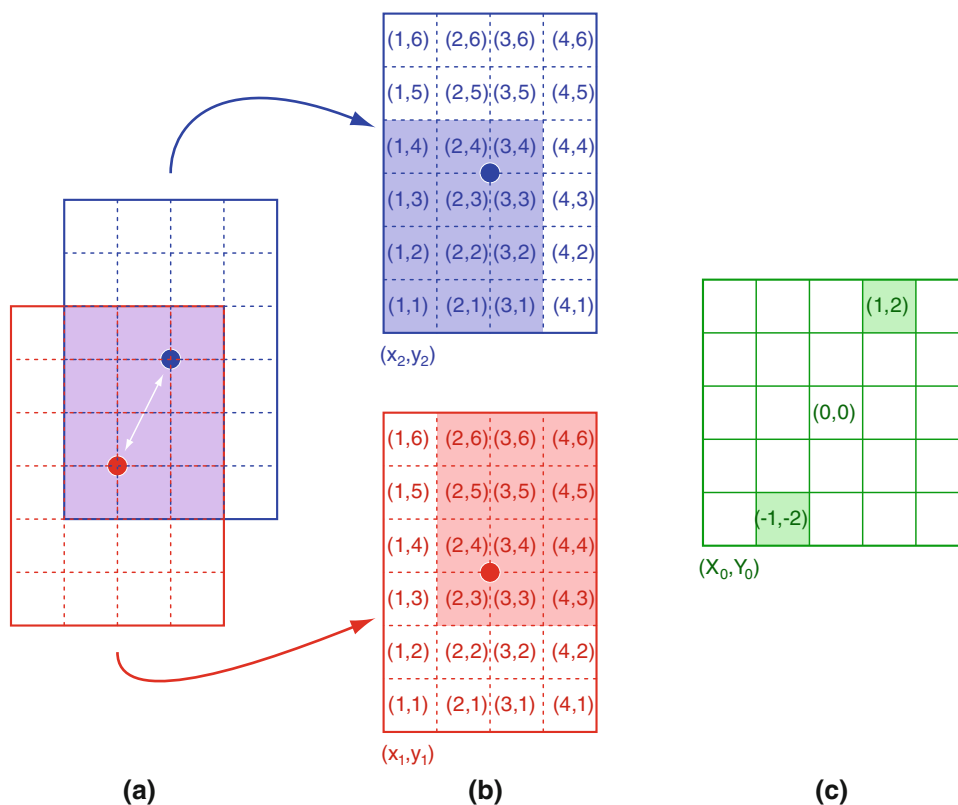 (1,6) (2,6) (3,6) (4,6)
(1,5) (2,5) (3,5) (4,5)
(1,4) (2,4) (3,4) (4,4)
(1,3) (2,3) (3,3) (4,3)
(1,2) (2,2) (3,2) (4,2)
(1,1) (2,1) (3,1) (4,1)
(x₂,y₂)
(1,6) (2,6) (3,6) (4,6)
(1,5) (2,5) (3,5) (4,5)
(1,4) (2,4) (3,4) (4,4)
(1,3) (2,3) (3,3) (4,3)
(1,2) (2,2) (3,2) (4,2)
(1,1) (2,1) (3,1) (4,1)
(x₁,y₁)
(1,2)
(0,0)
(-1,-2)
(X₀,Y₀)
(a) (b) (c)